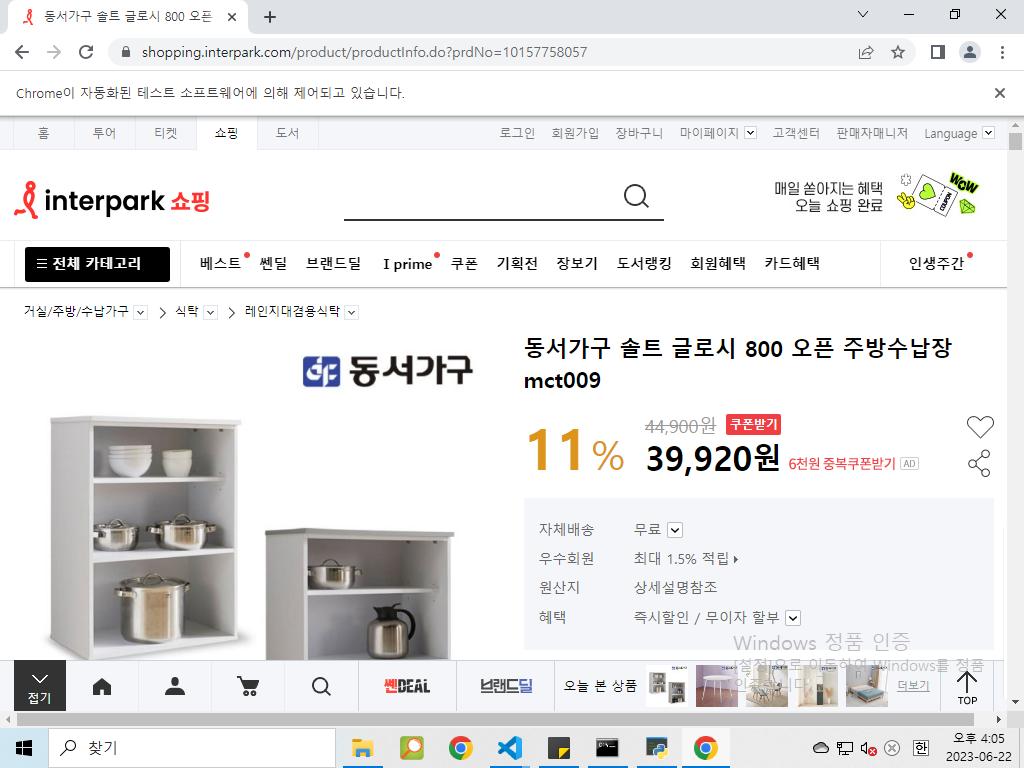 동서가구 솔트 글로시 800 오픈
shopping.interpark.com/product/productInfo.do?prdNo=10157758057
Chrome이 자동화된 테스트 소프트웨어에 의해 제어되고 있습니다.
홈 투어 티켓 쇼핑 도서 로그인 회원가입 장바구니 마이페이지 고객센터 판매자매니저 Language
interpark 쇼핑
매일 쏟아지는 혜택
오늘 쇼핑 완료
WOW
COUPON
전체 카테고리 베스트 쎈딜 브랜드딜 I prime 쿠폰 기획전 장보기 도서랭킹 회원혜택 카드혜택 인생주간
거실/주방/수납가구 식탁 레인지대겸용식탁
동서가구
동서가구 솔트 글로시 800 오픈 주방수납장
mct009
11%
44,900원 쿠폰받기
39,920원 6천원 중복쿠폰받기 AD
자체배송 무료
우수회원 최대 1.5% 적립
원산지 상세설명참조
혜택 즉시할인 / 무이자 할부
Windows 정품 인증
[설정]으로 이동하여 Windows를 정품
접기
쎈DEAL
브랜드딜
오늘 본 상품
더보기
TOP
찾기
한
오후 4:05
2023-06-22